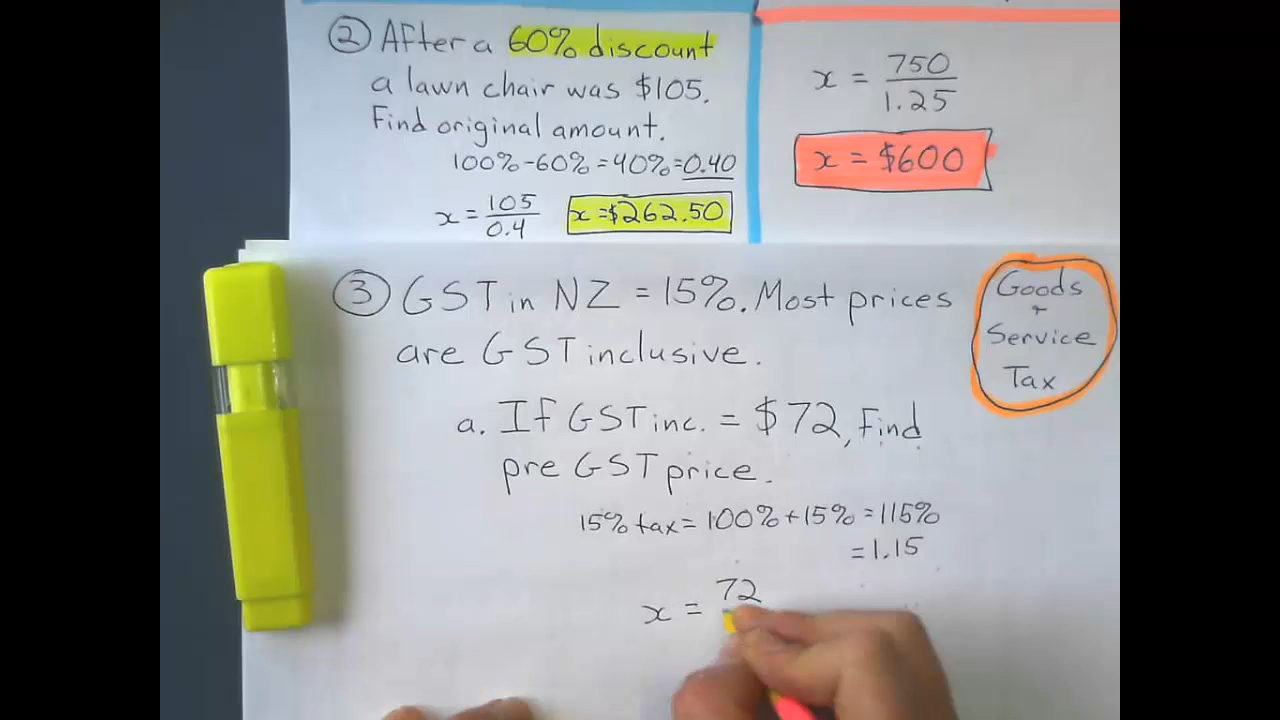 ② After a 60% discount
a lawn chair was $105.
Find original amount.
100%-60%=40%=0.40
x = 105/0.4
x=$262.50
x = 750/1.25
x = $600
③ GST in NZ = 15%. Most prices
are GST inclusive.
Goods
+
Service
Tax
a. If GST inc. = $72, Find
pre GST price.
15% tax = 100% + 15% = 115%
= 1.15
x = 72